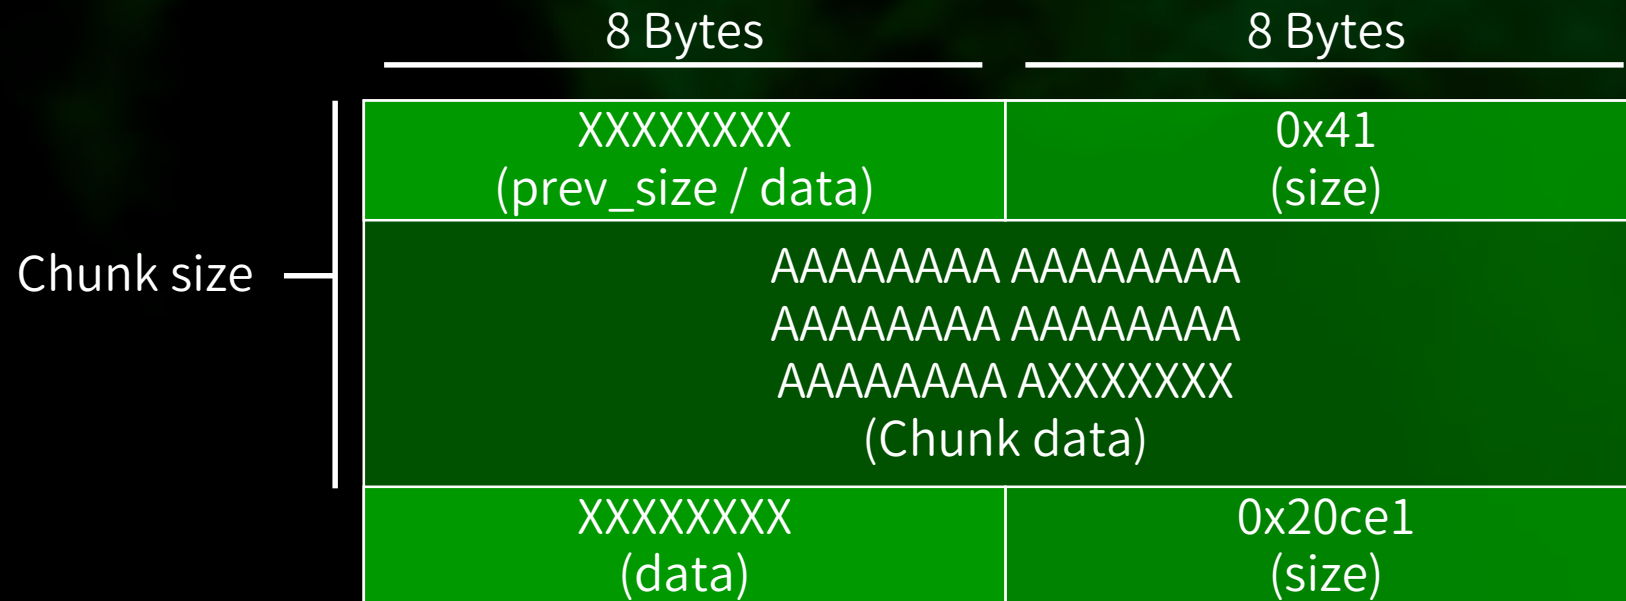 8 Bytes
8 Bytes
XXXXXXXX
(prev_size / data)
0x41
(size)
Chunk size
AAAAAAAA AAAAAAAA
AAAAAAAA AAAAAAAA
AAAAAAAA AXXXXXXX
(Chunk data)
XXXXXXXX
(data)
0x20ce1
(size)